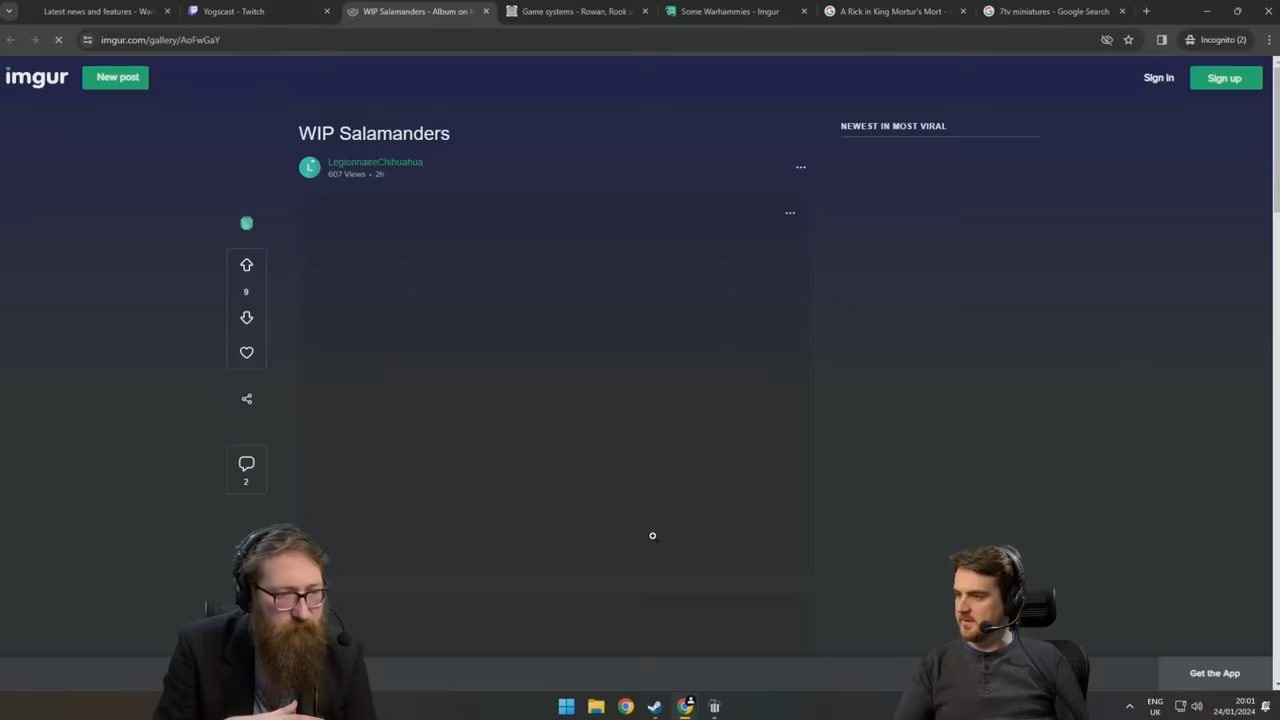 Latest news and features - Wa
Yogscast - Twitch
WIP Salamanders - Album on I
Game systems - Rowan, Rook a
Some Warhammies - Imgur
A Rick in King Mortur's Mort -
7tv miniatures - Google Search
imgur.com/gallery/AoFwGaY
Incognito (2)
imgur
New post
Sign in
Sign up
WIP Salamanders
NEWEST IN MOST VIRAL
L
LegionnaireChihuahua
607 Views • 2h
9
2
Get the App
ENG
UK
20:01
24/01/2024